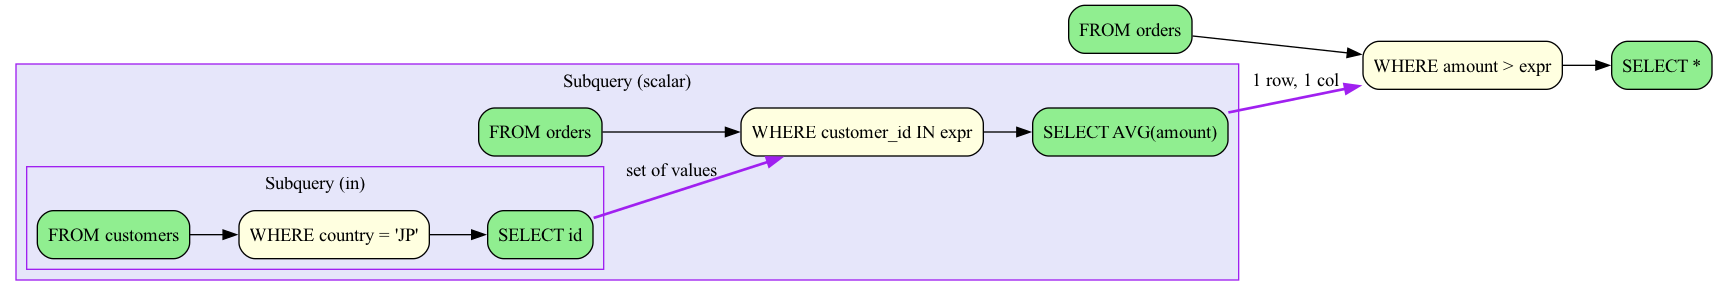 FROM orders
WHERE amount > expr
SELECT *
1 row, 1 col
Subquery (scalar)
FROM orders
WHERE customer_id IN expr
SELECT AVG(amount)
set of values
Subquery (in)
FROM customers
WHERE country = 'JP'
SELECT id